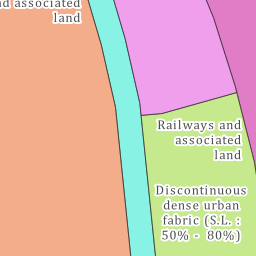 associated
land
Railways and
associated
land
Discontinuous
dense urban
fabric (S.L. :
50% - 80%)